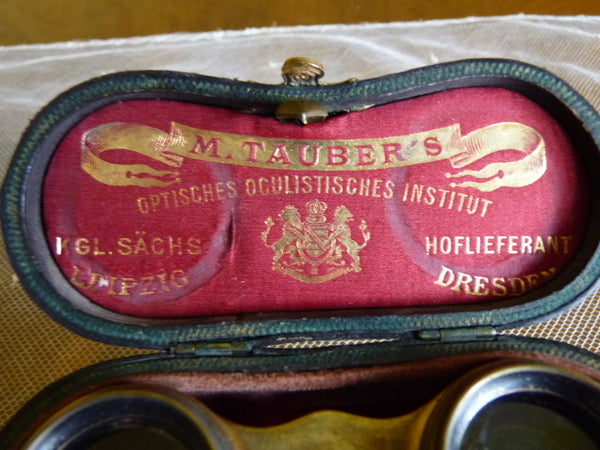 M. TAUBER'S
OPTISCHES OCULISTISCHES INSTITUT
KGL. SÄCHS HOFLIEFERANT
LEIPZIG DRESDEN